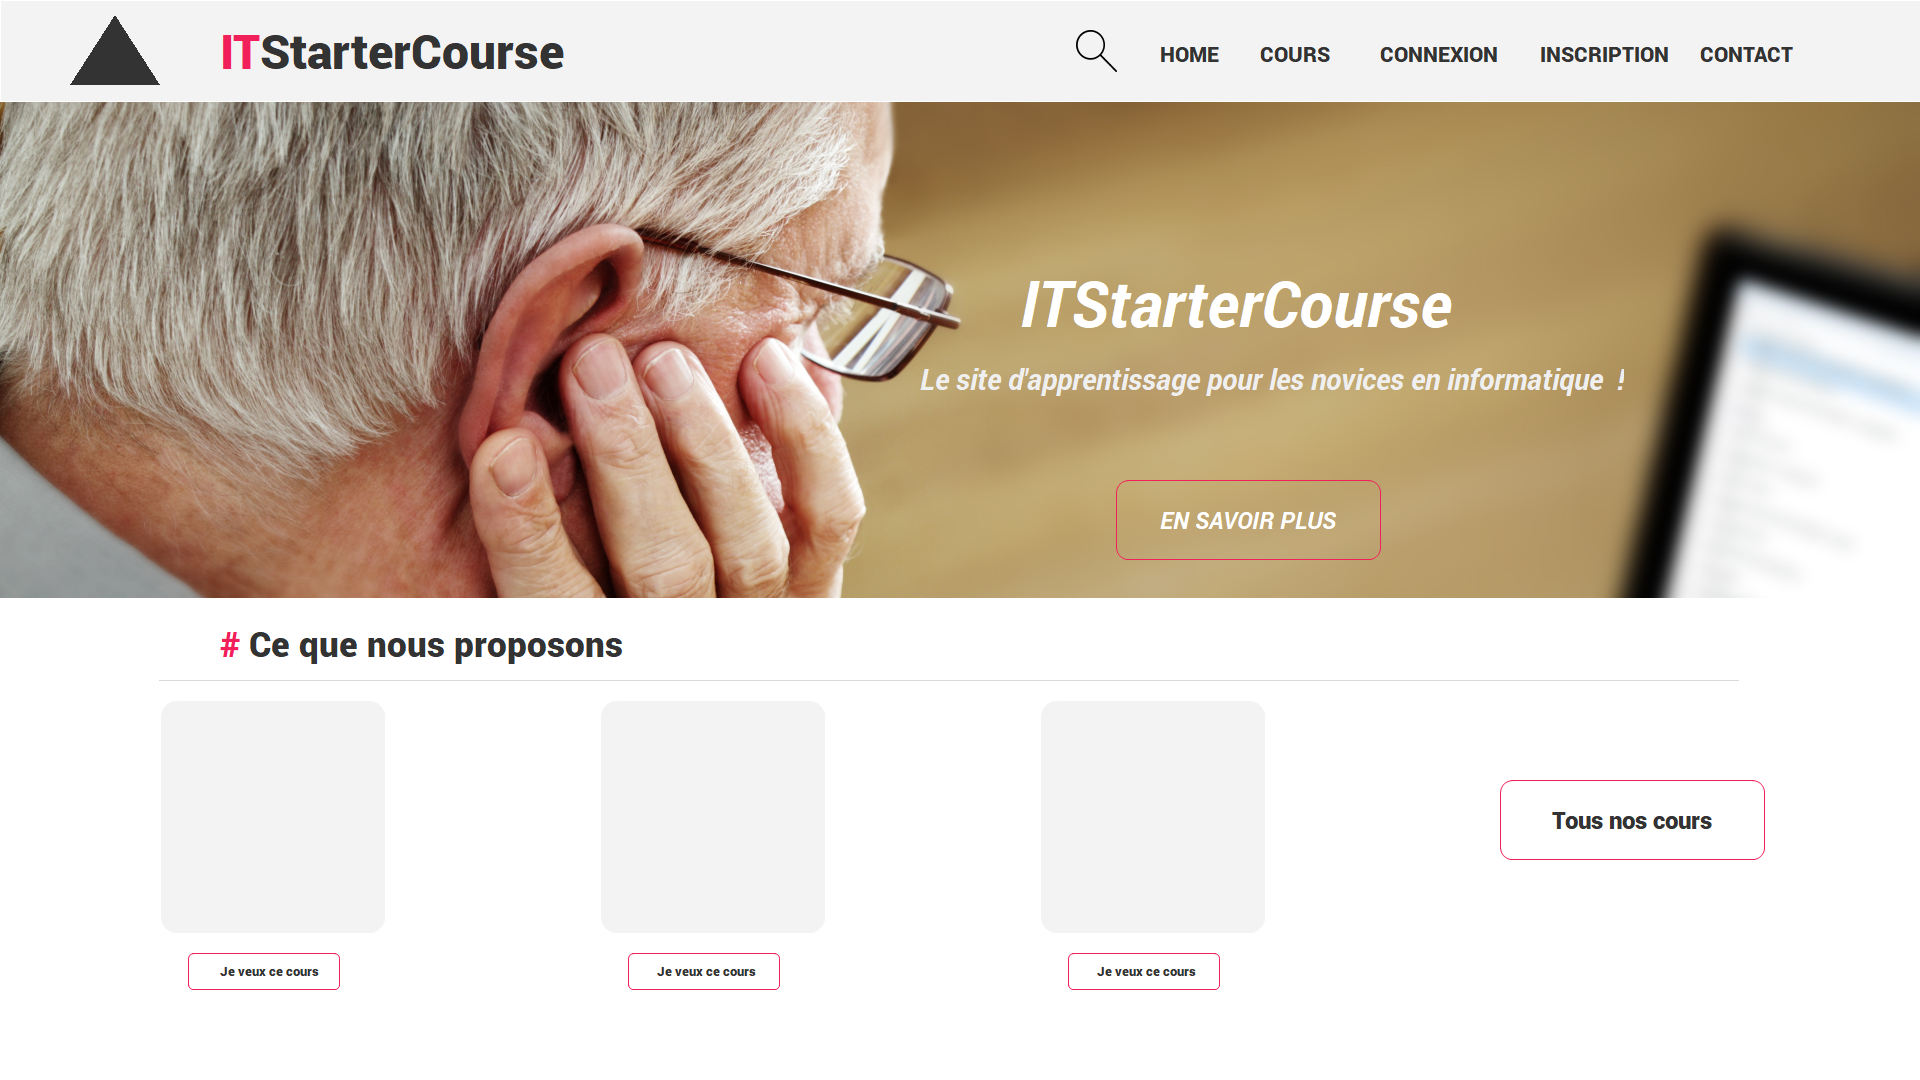 ITStarterCourse
HOME COURS CONNEXION INSCRIPTION CONTACT
ITStarterCourse
Le site d'apprentissage pour les novices en informatique !
EN SAVOIR PLUS
# Ce que nous proposons
Tous nos cours
Je veux ce cours Je veux ce cours Je veux ce cours